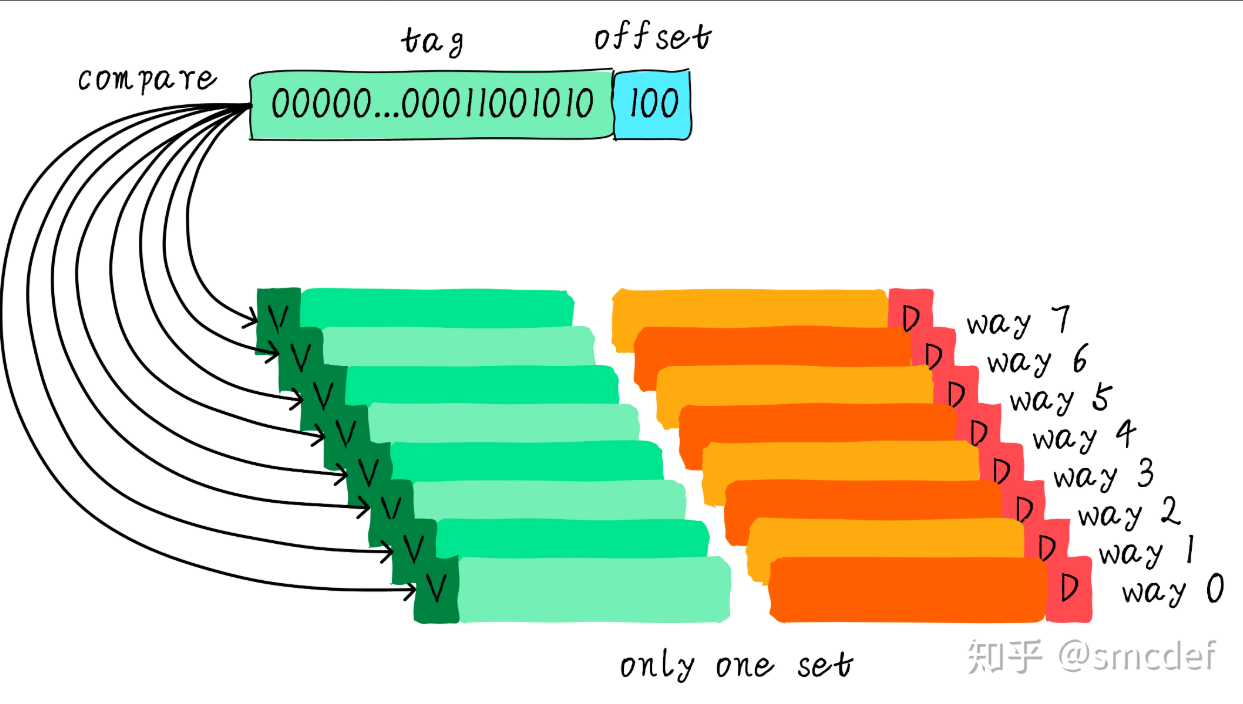 tag offset
compare
00000...00011001010 100
V D way 7
V D way 6
V D way 5
V D way 4
V D way 3
V D way 2
V D way 1
V D way 0
only one set
知乎 @smcdef